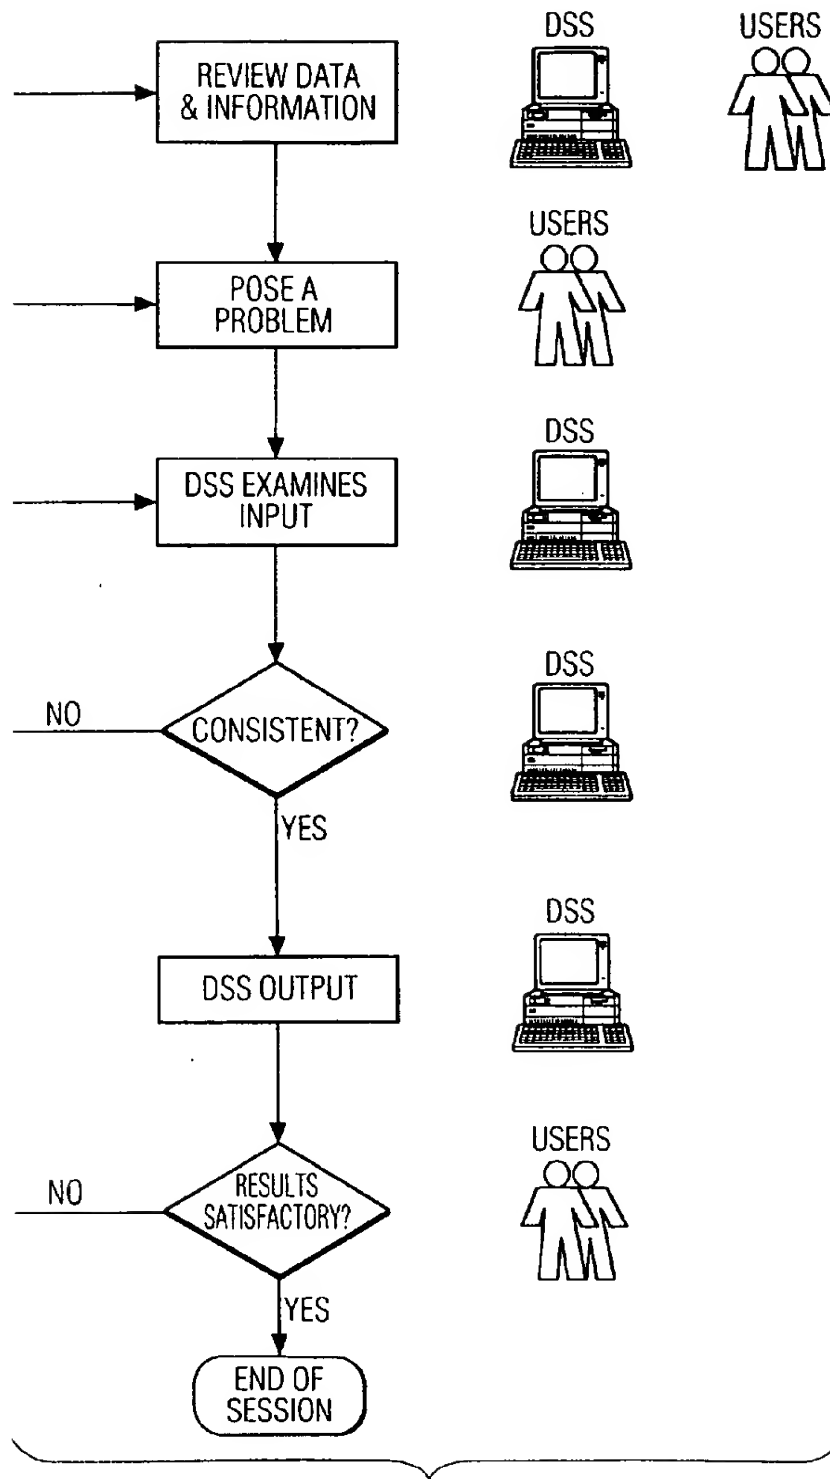 DSS
USERS
REVIEW DATA
& INFORMATION
USERS
POSE A
PROBLEM
DSS
DSS EXAMINES
INPUT
DSS
NO
CONSISTENT?
YES
DSS
DSS OUTPUT
USERS
NO
RESULTS
SATISFACTORY?
YES
END OF
SESSION